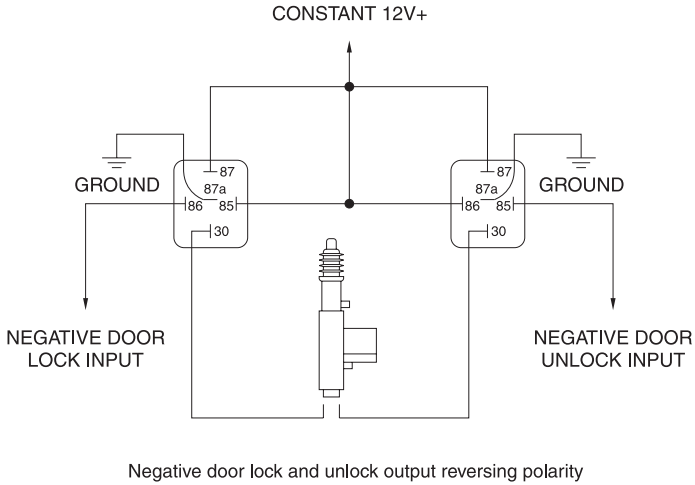 CONSTANT 12V+
87
87a
86 85
30
GROUND
87
87a
86 85
30
GROUND
NEGATIVE DOOR
LOCK INPUT
NEGATIVE DOOR
UNLOCK INPUT
Negative door lock and unlock output reversing polarity